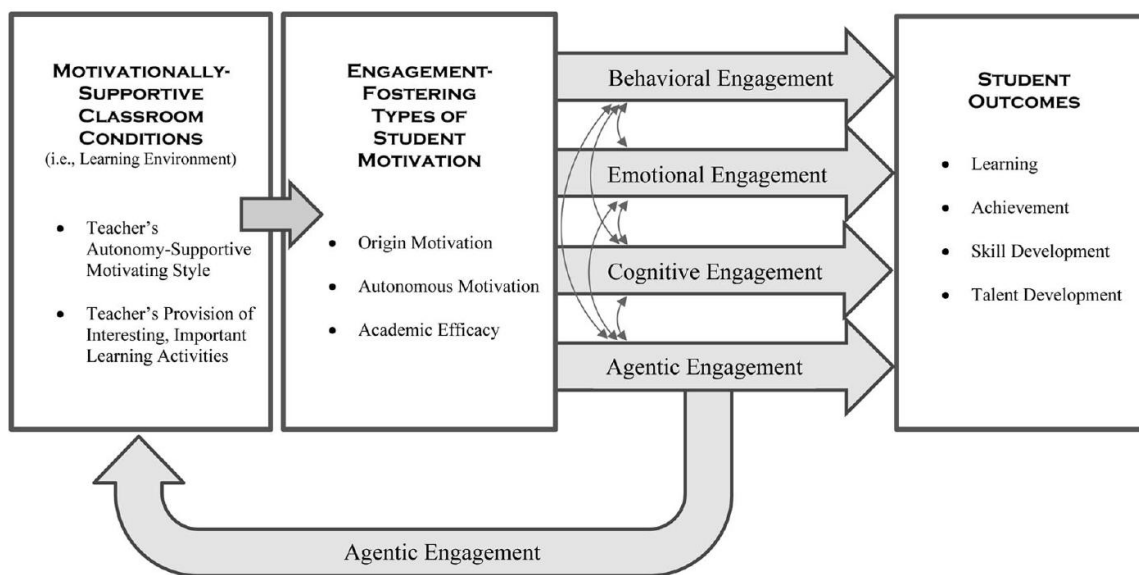 MOTIVATIONALLY-
SUPPORTIVE
CLASSROOM
CONDITIONS
(i.e., Learning Environment)
• Teacher's
Autonomy-Supportive
Motivating Style
• Teacher's Provision of
Interesting, Important
Learning Activities
ENGAGEMENT-
FOSTERING
TYPES OF
STUDENT
MOTIVATION
• Origin Motivation
• Autonomous Motivation
• Academic Efficacy
Behavioral Engagement
Emotional Engagement
Cognitive Engagement
Agentic Engagement
STUDENT
OUTCOMES
• Learning
• Achievement
• Skill Development
• Talent Development
Agentic Engagement